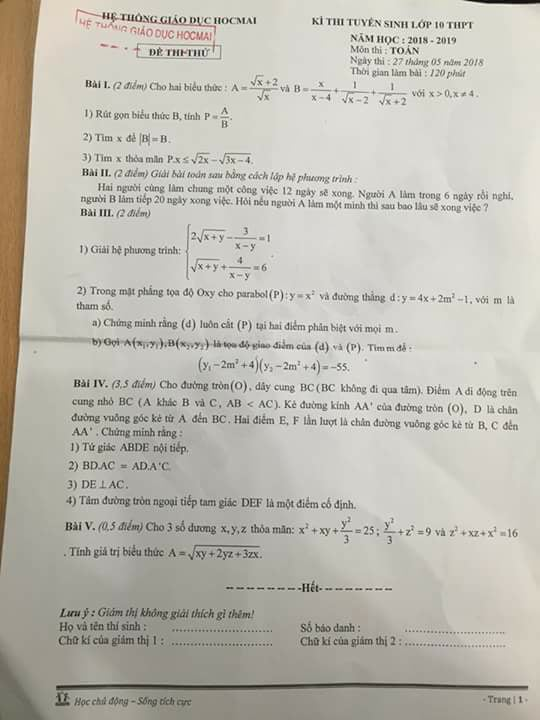 HỆ THỐNG GIÁO DỤC HOCMAI
HỆ THỐNG GIÁO DỤC HOCMAI
ĐỀ THI THỬ
KÌ THI TUYỂN SINH LỚP 10 THPT
NĂM HỌC : 2018 - 2019
Môn thi : TOÁN
Ngày thi : 27 tháng 05 năm 2018
Thời gian làm bài : 120 phút
Bài I. (2 điểm) Cho hai biểu thức : A = (√x + 2)/√x và B = x/(x − 4) + 1/(√x − 2) + 1/(√x + 2) với x > 0, x ≠ 4.
1) Rút gọn biểu thức B, tính P = A/B.
2) Tìm x để |B| = B.
3) Tìm x thỏa mãn P.x ≤ √2x − √(3x − 4).
Bài II. (2 điểm) Giải bài toán sau bằng cách lập hệ phương trình :
Hai người cùng làm chung một công việc 12 ngày sẽ xong. Người A làm trong 6 ngày rồi nghỉ,
người B làm tiếp 20 ngày xong việc. Hỏi nếu người A làm một mình thì sau bao lâu sẽ xong việc ?
Bài III. (2 điểm)
1) Giải hệ phương trình: { 2√(x + y) − 3/(x − y) = 1
√(x + y) + 4/(x − y) = 6
2) Trong mặt phẳng tọa độ Oxy cho parabol (P) : y = x² và đường thẳng d : y = 4x + 2m² − 1, với m là
tham số.
a) Chứng minh rằng (d) luôn cắt (P) tại hai điểm phân biệt với mọi m.
b) Gọi A(x₁, y₁), B(x₂, y₂) là tọa độ giao điểm của (d) và (P). Tìm m để :
(y₁ − 2m² + 4)(y₂ − 2m² + 4) = −55.
Bài IV. (3,5 điểm) Cho đường tròn (O), dây cung BC (BC không đi qua tâm). Điểm A di động trên
cung nhỏ BC (A khác B và C, AB < AC). Kẻ đường kính AA' của đường tròn (O), D là chân
đường vuông góc kẻ từ A đến BC. Hai điểm E, F lần lượt là chân đường vuông góc kẻ từ B, C đến
AA'. Chứng minh rằng :
1) Tứ giác ABDE nội tiếp.
2) BD.AC = AD.A'C.
3) DE ⊥ AC.
4) Tâm đường tròn ngoại tiếp tam giác DEF là một điểm cố định.
Bài V. (0,5 điểm) Cho 3 số dương x, y, z thỏa mãn: x² + xy + y²/3 = 25; y²/3 + z² = 9 và z² + xz + x² = 16
. Tính giá trị biểu thức A = √(xy + 2yz + 3zx).
- - - - - - - - - -Hết- - - - - - - - - -
Lưu ý : Giám thị không giải thích gì thêm!
Họ và tên thí sinh : ........................... Số báo danh : ...........................
Chữ kí của giám thị 1 : ........................... Chữ kí của giám thị 2 : ...........................
Học chủ động – Sống tích cực
- Trang | 1 -